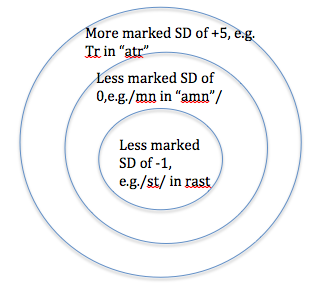 More marked SD of +5, e.g.
Tr in “atr”
Less marked SD of
0,e.g./mn in “amn”/
Less marked
SD of -1,
e.g./st/ in rast